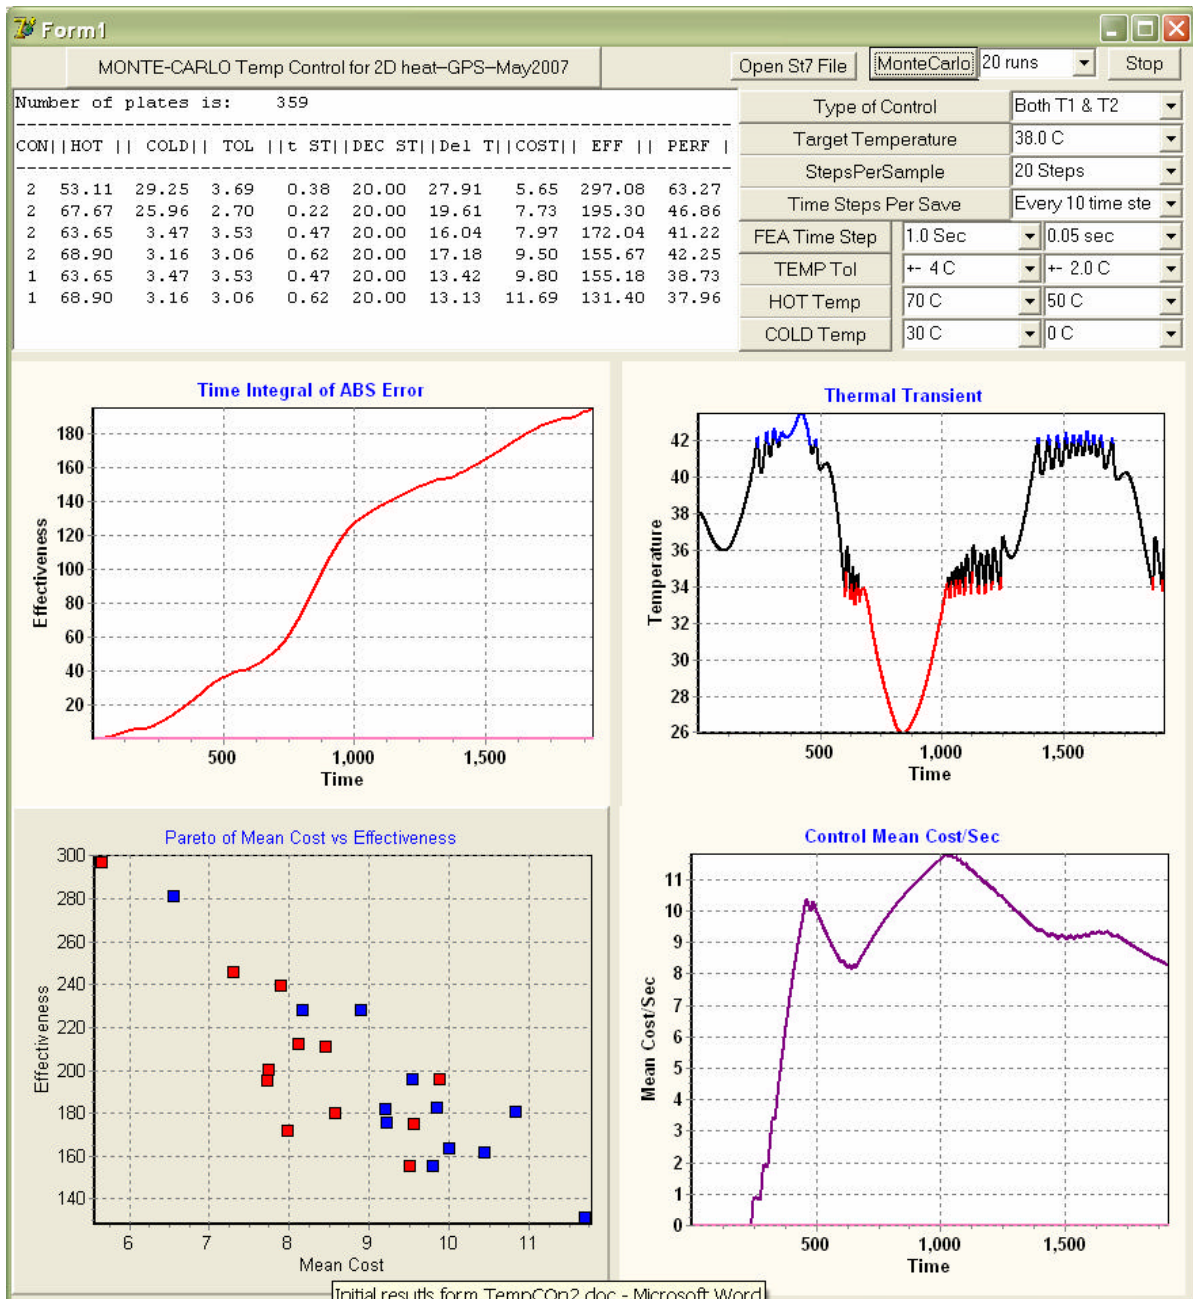 Form1
MONTE-CARLO Temp Control for 2D heat-GPS-May2007
Open St7 File MonteCarlo 20 runs Stop
Number of plates is: 359
CON||HOT || COLD|| TOL ||t ST||DEC ST||Del T||COST|| EFF || PERF |
2 53.11 29.25 3.69 0.38 20.00 27.91 5.65 297.08 63.27
2 67.67 25.96 2.70 0.22 20.00 19.61 7.73 195.30 46.86
2 63.65 3.47 3.53 0.47 20.00 16.04 7.97 172.04 41.22
2 68.90 3.16 3.06 0.62 20.00 17.18 9.50 155.67 42.25
1 63.65 3.47 3.53 0.47 20.00 13.42 9.80 155.18 38.73
1 68.90 3.16 3.06 0.62 20.00 13.13 11.69 131.40 37.96
Type of Control Both T1 & T2
Target Temperature 38.0 C
StepsPerSample 20 Steps
Time Steps Per Save Every 10 time ste
FEA Time Step 1.0 Sec 0.05 sec
TEMP Tol +- 4 C +- 2.0 C
HOT Temp 70 C 50 C
COLD Temp 30 C 0 C
Time Integral of ABS Error
180
160
140
120
100
80
60
40
20
Effectiveness
500 1,000 1,500
Time
Thermal Transient
42
40
38
36
34
32
30
28
26
Temperature
500 1,000 1,500
Time
Pareto of Mean Cost vs Effectiveness
300
280
260
240
220
200
180
160
140
Effectiveness
6 7 8 9 10 11
Mean Cost
Control Mean Cost/Sec
11
10
9
8
7
6
5
4
3
2
1
0
Mean Cost/Sec
500 1,000 1,500
Time
Initial resutls form TempCOn2.doc - Microsoft Word